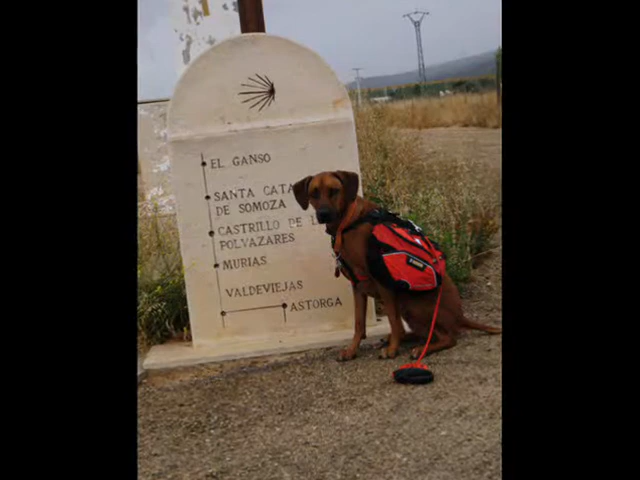 EL GANSO
SANTA CATA
DE SOMOZA
CASTRILLO DE L
POLVAZARES
MURIAS
VALDEVIEJAS
ASTORGA